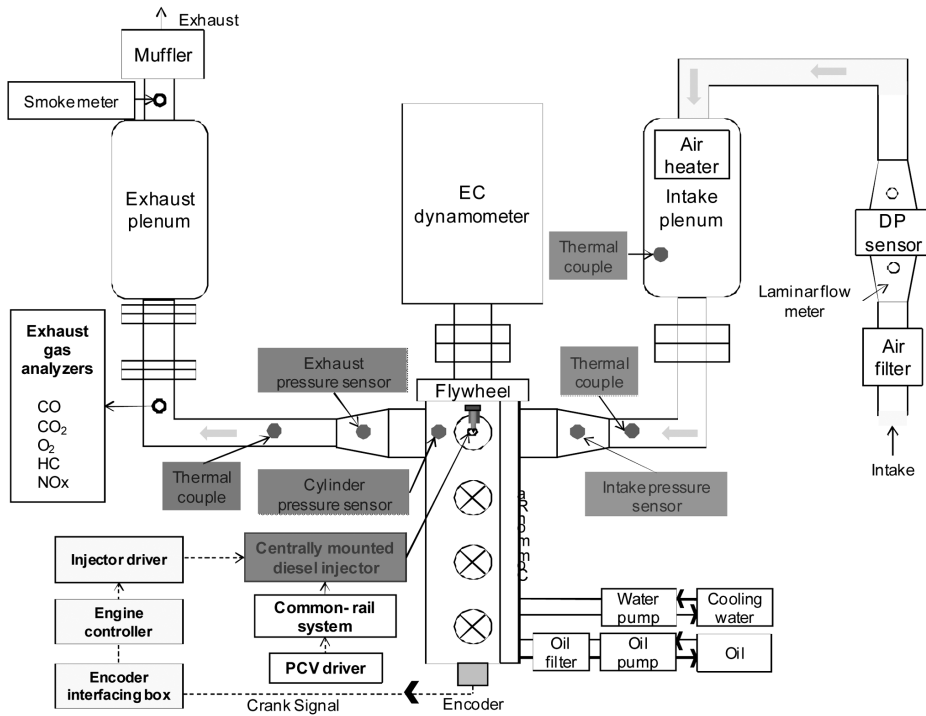 Exhaust
Muffler
Smoke meter
Exhaust
plenum
EC
dynamometer
Air
heater
Intake
plenum
Thermal
couple
DP
sensor
Laminar flow
meter
Air
filter
Intake
Exhaust
gas
analyzers
CO
CO2
O2
HC
NOx
Exhaust
pressure sensor
Thermal
couple
Flywheel
Thermal
couple
Cylinder
pressure sensor
Intake pressure
sensor
Injector driver
Centrally mounted
diesel injector
Engine
controller
Common- rail
system
PCV driver
Encoder
interfacing box
Crank Signal
Encoder
Water
pump
Cooling
water
Oil
filter
Oil
pump
Oil